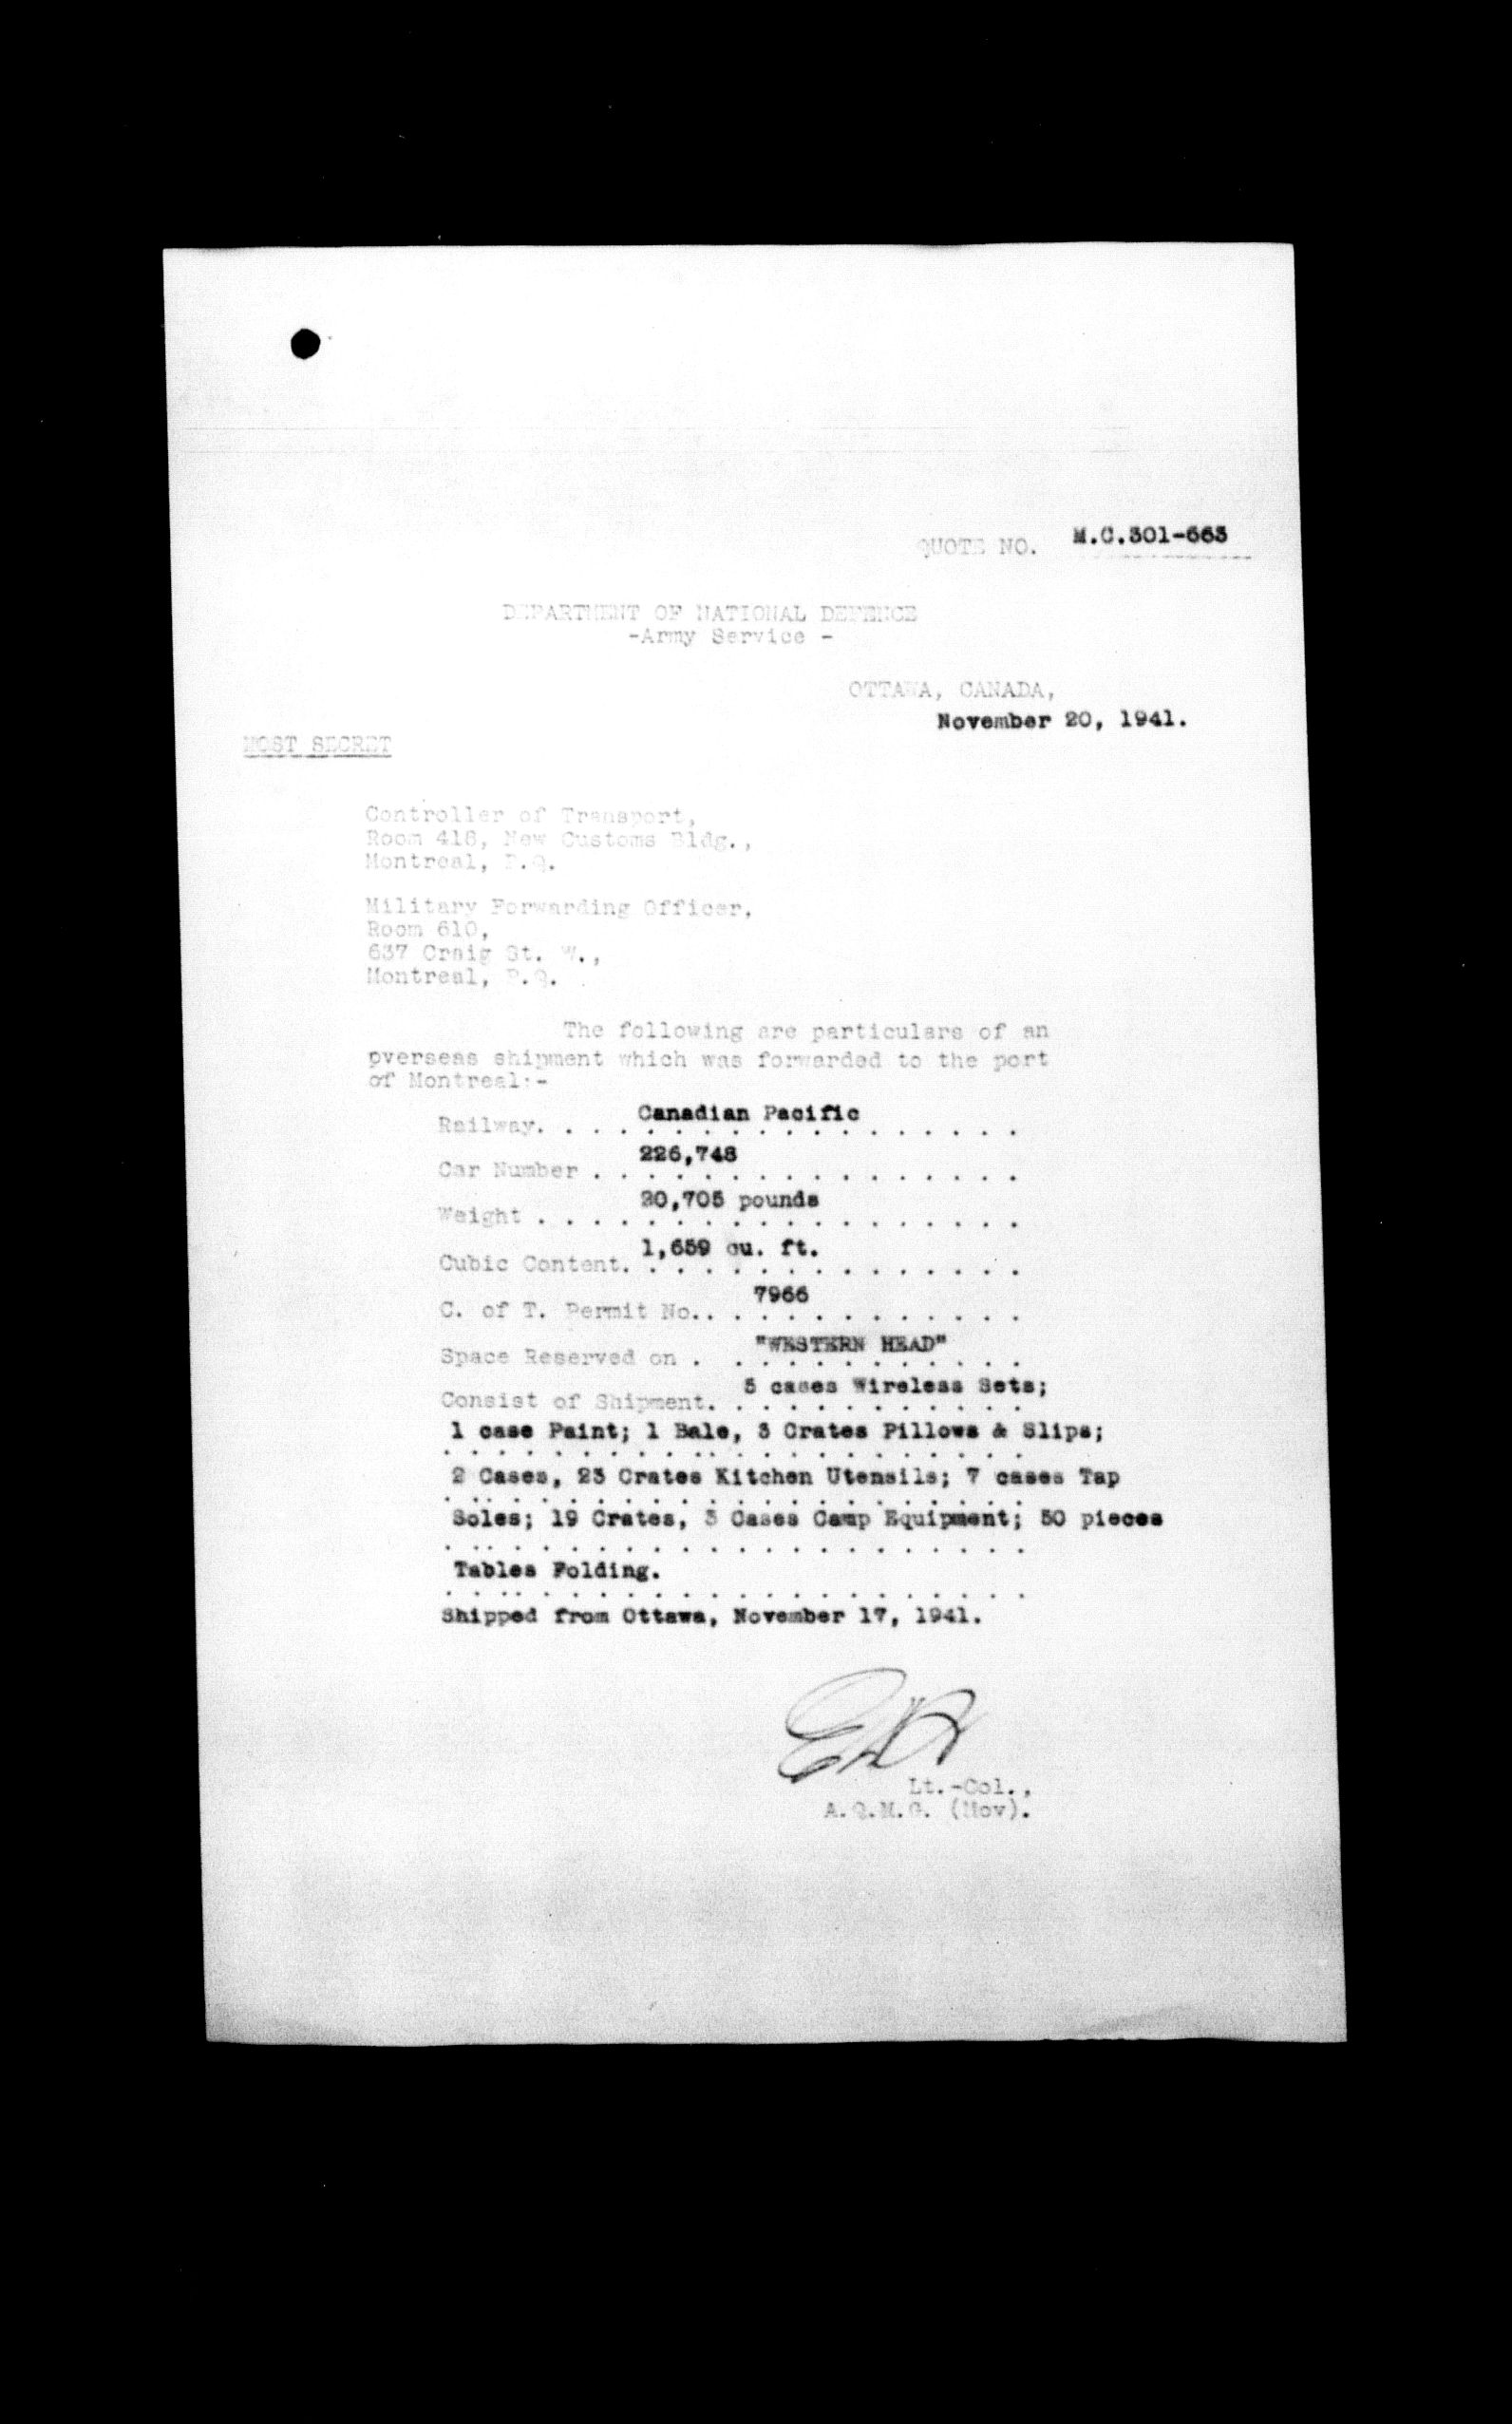 QUOTE NO. M.C.301-663
DEPARTMENT OF NATIONAL DEFENCE
-Army Service -
OTTAWA, CANADA,
November 20, 1941.
MOST SECRET
Controller of Transport,
Room 418, New Customs Bldg.,
Montreal, P.Q.
Military Forwarding Officer,
Room 610,
637 Craig St. W.,
Montreal, P.Q.
The following are particulars of an
overseas shipment which was forwarded to the port
of Montreal:-
Railway. . . . Canadian Pacific
Car Number . . . 226,748
Weight . . . . 20,705 pounds
Cubic Content. . 1,659 cu. ft.
C. of T. Permit No.. . 7966
Space Reserved on . . "WESTERN HEAD"
Consist of Shipment. . 5 cases Wireless Sets;
1 case Paint; 1 Bale, 3 Crates Pillows & Slips;
2 Cases, 23 Crates Kitchen Utensils; 7 cases Tap
Soles; 19 Crates, 3 Cases Camp Equipment; 50 pieces
Tables Folding.
Shipped from Ottawa, November 17, 1941.
Lt.-Col.,
A.Q.M.G. (Mov).